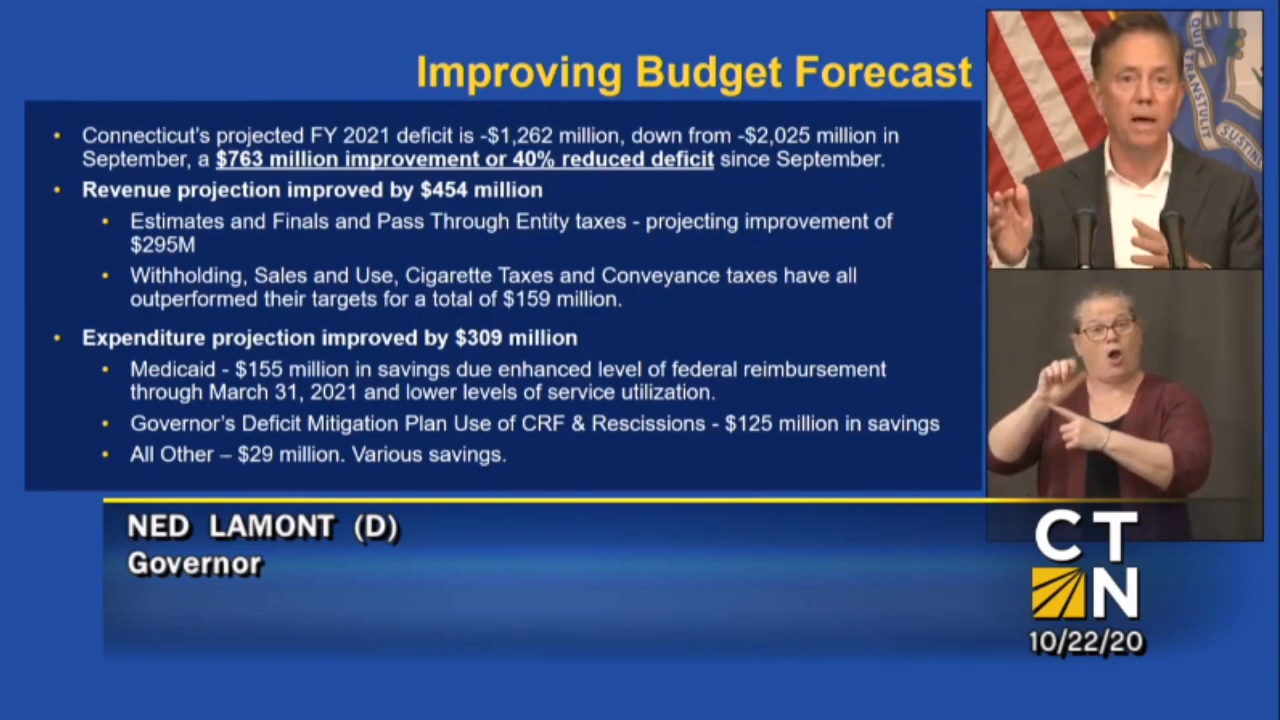 Improving Budget Forecast
• Connecticut's projected FY 2021 deficit is -$1,262 million, down from -$2,025 million in
September, a $763 million improvement or 40% reduced deficit since September.
• Revenue projection improved by $454 million
• Estimates and Finals and Pass Through Entity taxes - projecting improvement of
$295M
• Withholding, Sales and Use, Cigarette Taxes and Conveyance taxes have all
outperformed their targets for a total of $159 million.
• Expenditure projection improved by $309 million
• Medicaid - $155 million in savings due enhanced level of federal reimbursement
through March 31, 2021 and lower levels of service utilization.
• Governor's Deficit Mitigation Plan Use of CRF & Rescissions - $125 million in savings
• All Other – $29 million. Various savings.
QUI TRANSTULIT
NED LAMONT (D)
Governor
CT
N
10/22/20